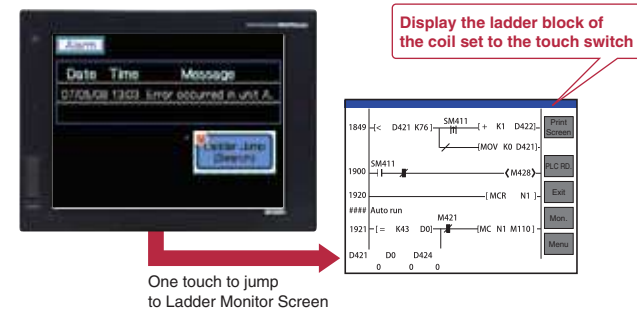 Display the ladder block of
the coil set to the touch switch
Alarm
Date Time Message
07/05/08 13:03 Error occurred in unit A.
Ladder Jump
(Search)
1849 [< D421 K76] SM411 [+ K1 D422]
[MOV K0 D421]
Print
Screen
SM411
1900 (M428)
PLC RD.
1920 [MCR N1 ]
Exit
#### Auto run
M421
1921 [= K43 D0] [MC N1 M110]
Mon.
Menu
D421 D0 D424
0 0 0
One touch to jump
to Ladder Monitor Screen